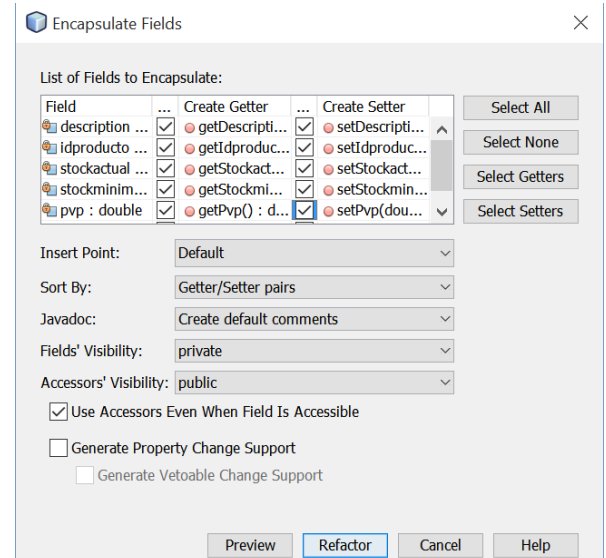 Encapsulate Fields
List of Fields to Encapsulate:
Field ... Create Getter ... Create Setter
description ... getDescripti... setDescripti...
idproducto ... getIdproduc... setIdproduc...
stockactual ... getStockact... setStockact...
stockminim... getStockmi... setStockmin...
pvp : double getPvp() : d... setPvp(dou...
Select All
Select None
Select Getters
Select Setters
Insert Point: Default
Sort By: Getter/Setter pairs
Javadoc: Create default comments
Fields' Visibility: private
Accessors' Visibility: public
Use Accessors Even When Field Is Accessible
Generate Property Change Support
Generate Vetoable Change Support
Preview Refactor Cancel Help